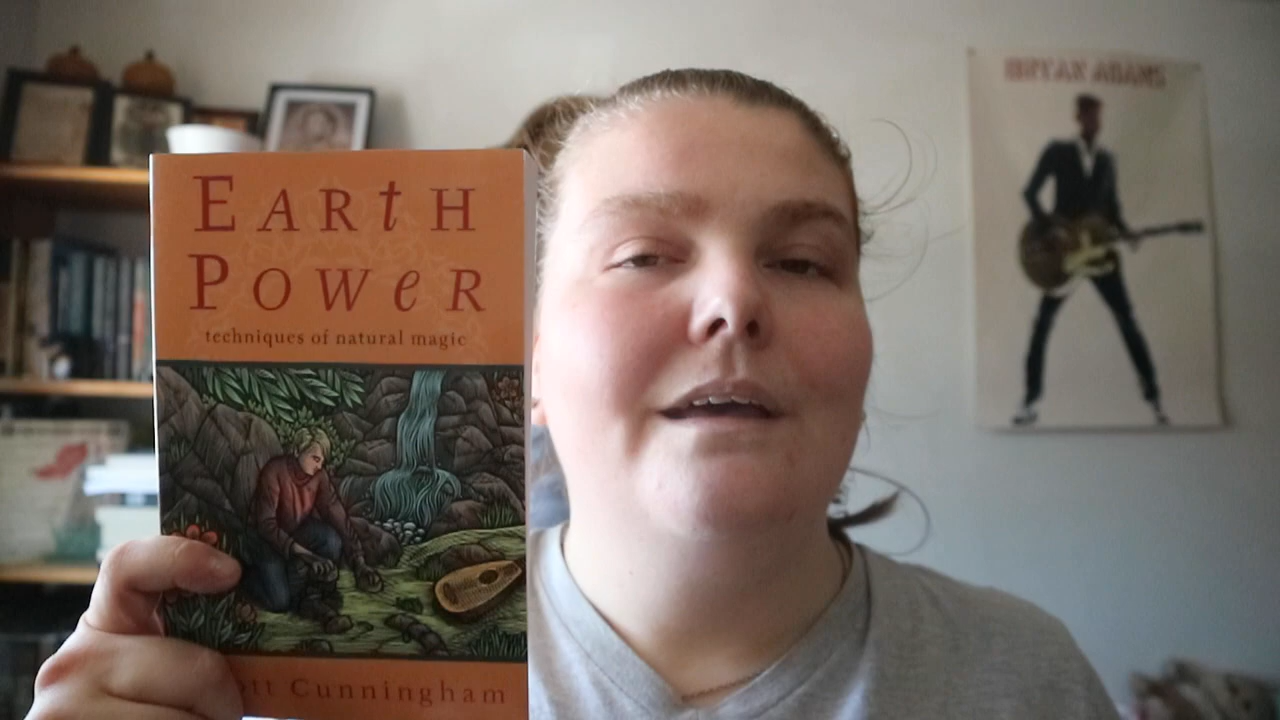 EARtH
POWeR
techniques of natural magic
ott Cunningham
BRYAN ADAMS